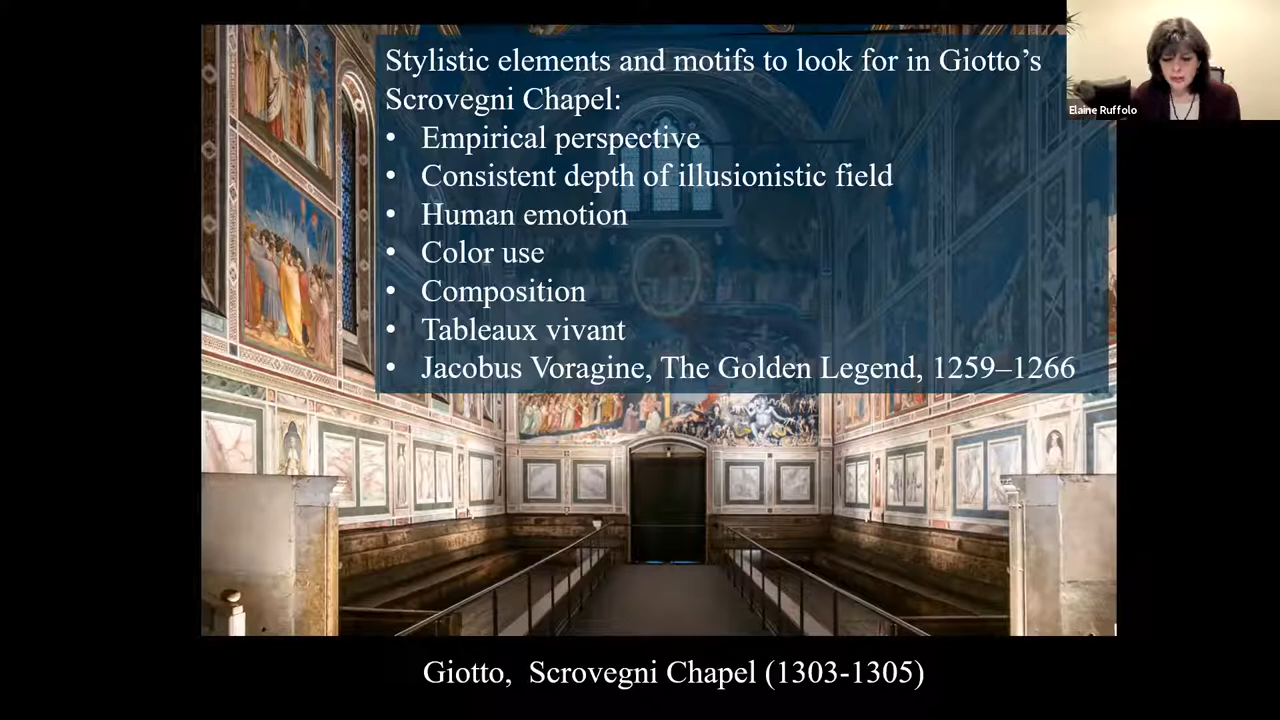 Stylistic elements and motifs to look for in Giotto’s
Scrovegni Chapel:
• Empirical perspective
• Consistent depth of illusionistic field
• Human emotion
• Color use
• Composition
• Tableaux vivant
• Jacobus Voragine, The Golden Legend, 1259–1266
Elaine Ruffolo
Giotto,  Scrovegni Chapel (1303-1305)